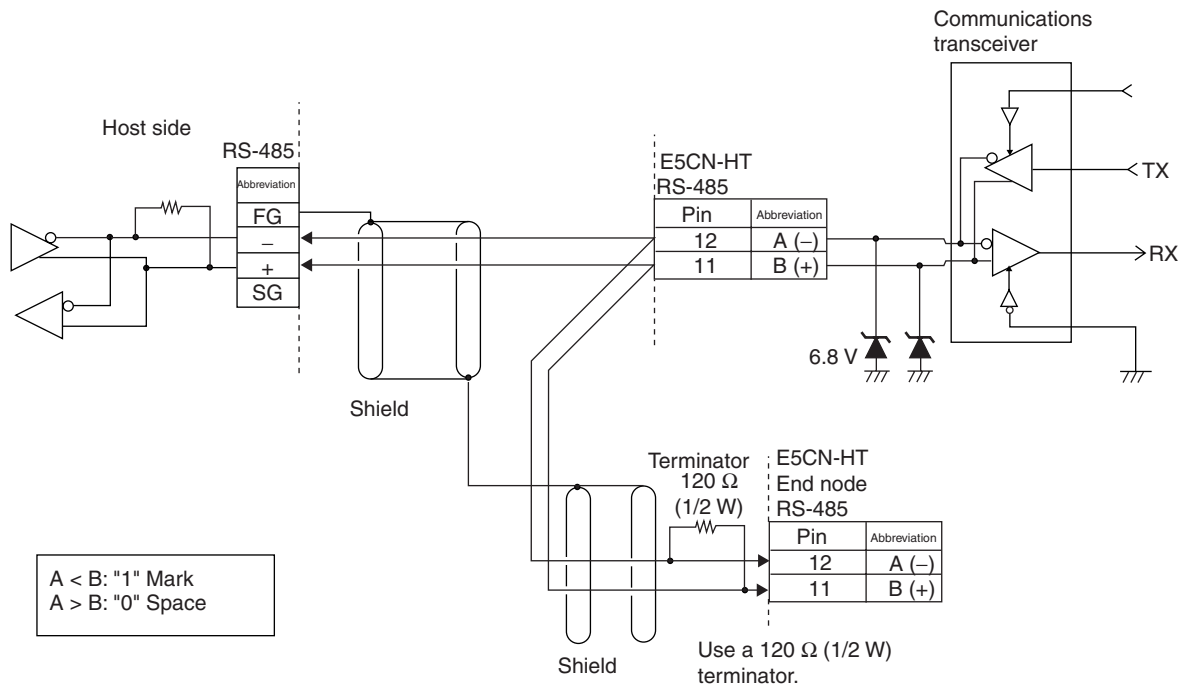 Communications
transceiver
Host side
RS-485
Abbreviation
FG
−
+
SG
E5CN-HT
RS-485
Pin Abbreviation
12 A (−)
11 B (+)
TX
RX
6.8 V
Shield
Terminator
120 Ω
(1/2 W)
E5CN-HT
End node
RS-485
Pin Abbreviation
12 A (−)
11 B (+)
A < B: "1" Mark
A > B: "0" Space
Shield
Use a 120 Ω (1/2 W)
terminator.